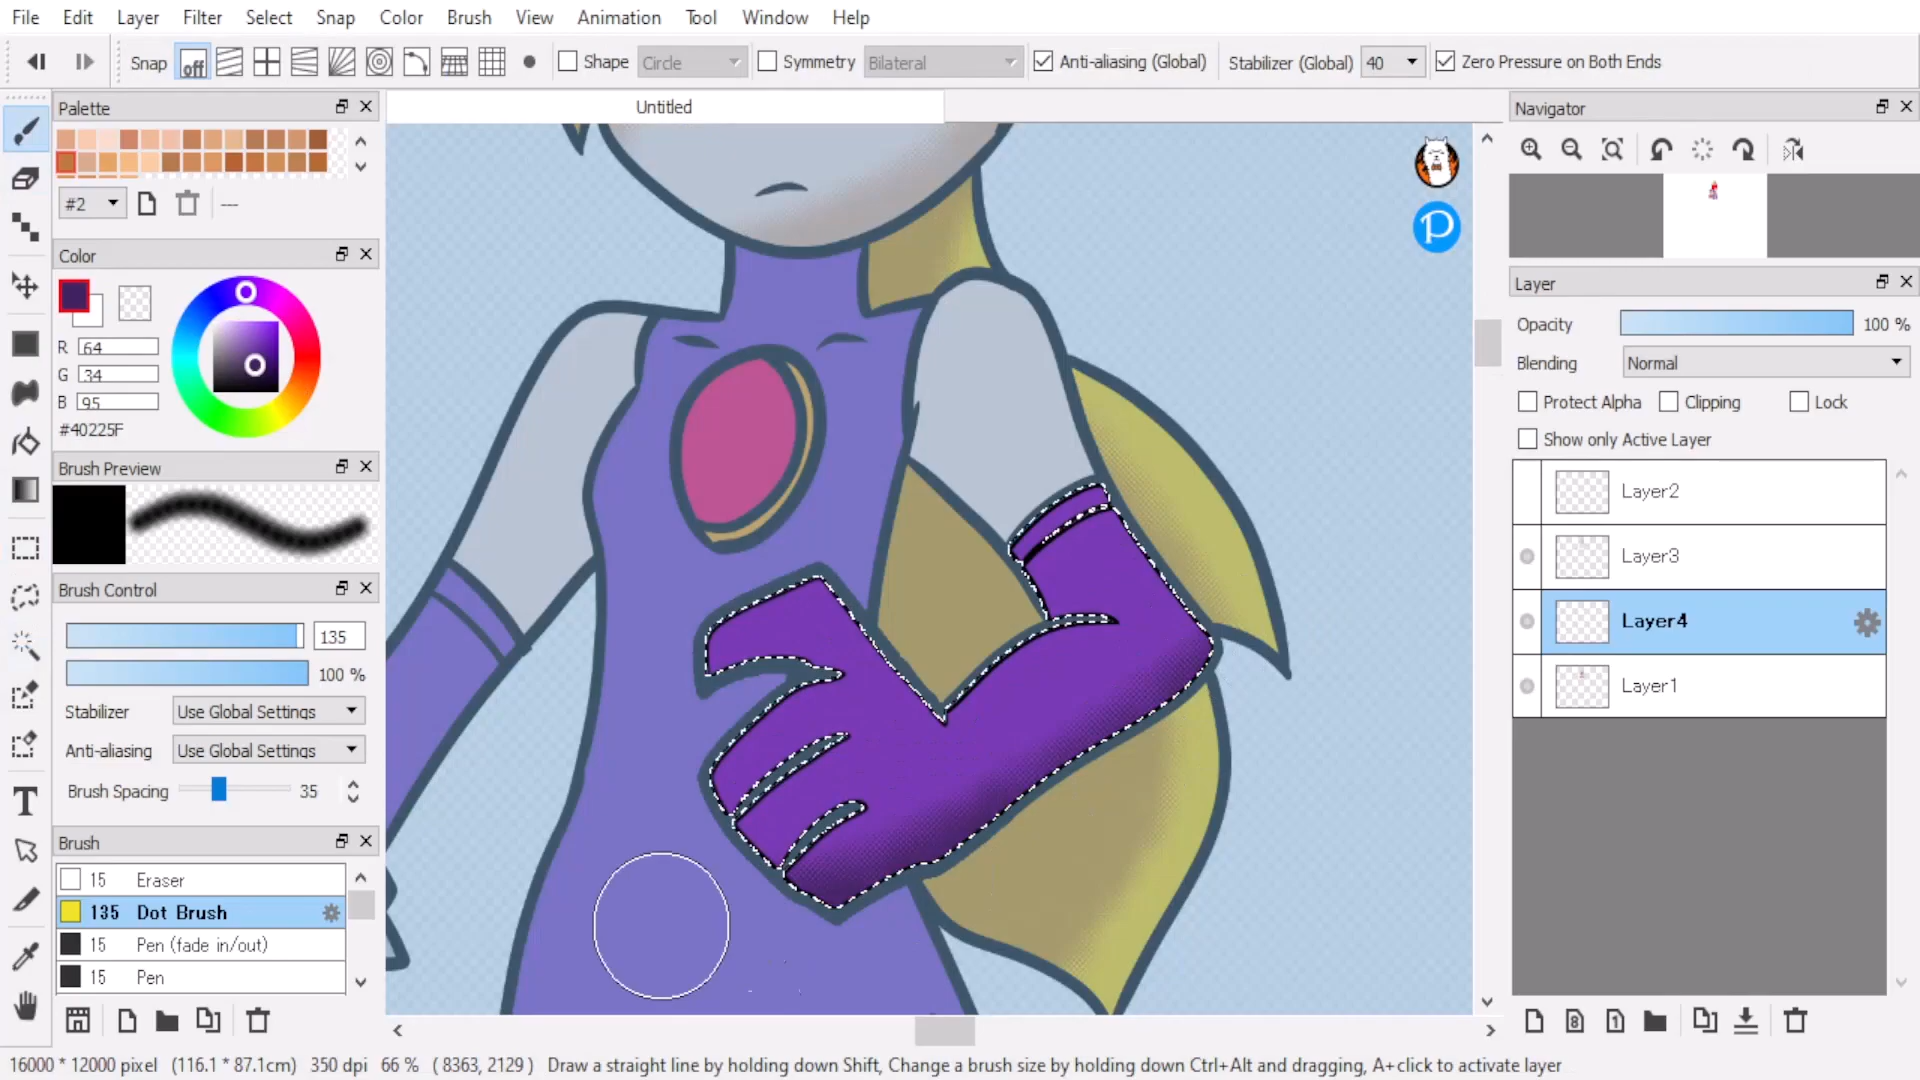 File Edit Layer Filter Select Snap Color Brush View Animation Tool Window Help
Snap off Shape Circle Symmetry Bilateral Anti-aliasing (Global) Stabilizer (Global) 40 Zero Pressure on Both Ends
Palette
#2 ---
Color
R 64
G 34
B 95
#40225F
Brush Preview
Brush Control
135
100 %
Stabilizer Use Global Settings
Anti-aliasing Use Global Settings
Brush Spacing 35
Brush
15 Eraser
135 Dot Brush
15 Pen (fade in/out)
15 Pen
Untitled
P
Navigator
Layer
Opacity 100 %
Blending Normal
Protect Alpha Clipping Lock
Show only Active Layer
Layer2
Layer3
Layer4
Layer1
8 1
T
16000 * 12000 pixel (116.1 * 87.1cm) 350 dpi 66 % ( 8363, 2129 ) Draw a straight line by holding down Shift, Change a brush size by holding down Ctrl+Alt and dragging, A+click to activate layer